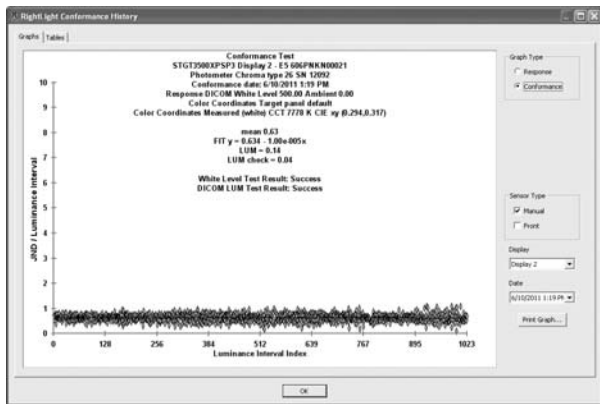 RightLight Conformance History
Graphs Tables
Conformance Test
STGT3500XPSP3 Display 2 - E5 606PNKN00021
Photometer Chroma type 26 SN 12092
Conformance date: 6/10/2011 1:19 PM
Response DICOM White Level 500.00 Ambient 0.00
Color Coordinates Target panel default
Color Coordinates Measured (white) CCT 7770 K CIE xy (0.294,0.317)
mean 0.63
FIT y = 0.634 - 1.00e-005x
LUM = 0.14
LUM check = 0.04
White Level Test Result: Success
DICOM LUM Test Result: Success
JND / Luminance Interval
10
9
8
7
6
5
4
3
2
1
0
0 128 256 384 512 639 767 895 1023
Luminance Interval Index
Graph Type
Response
Conformance
Sensor Type
Manual
Front
Display
Display 2
Date
6/10/2011 1:19 PM
Print Graph...
OK